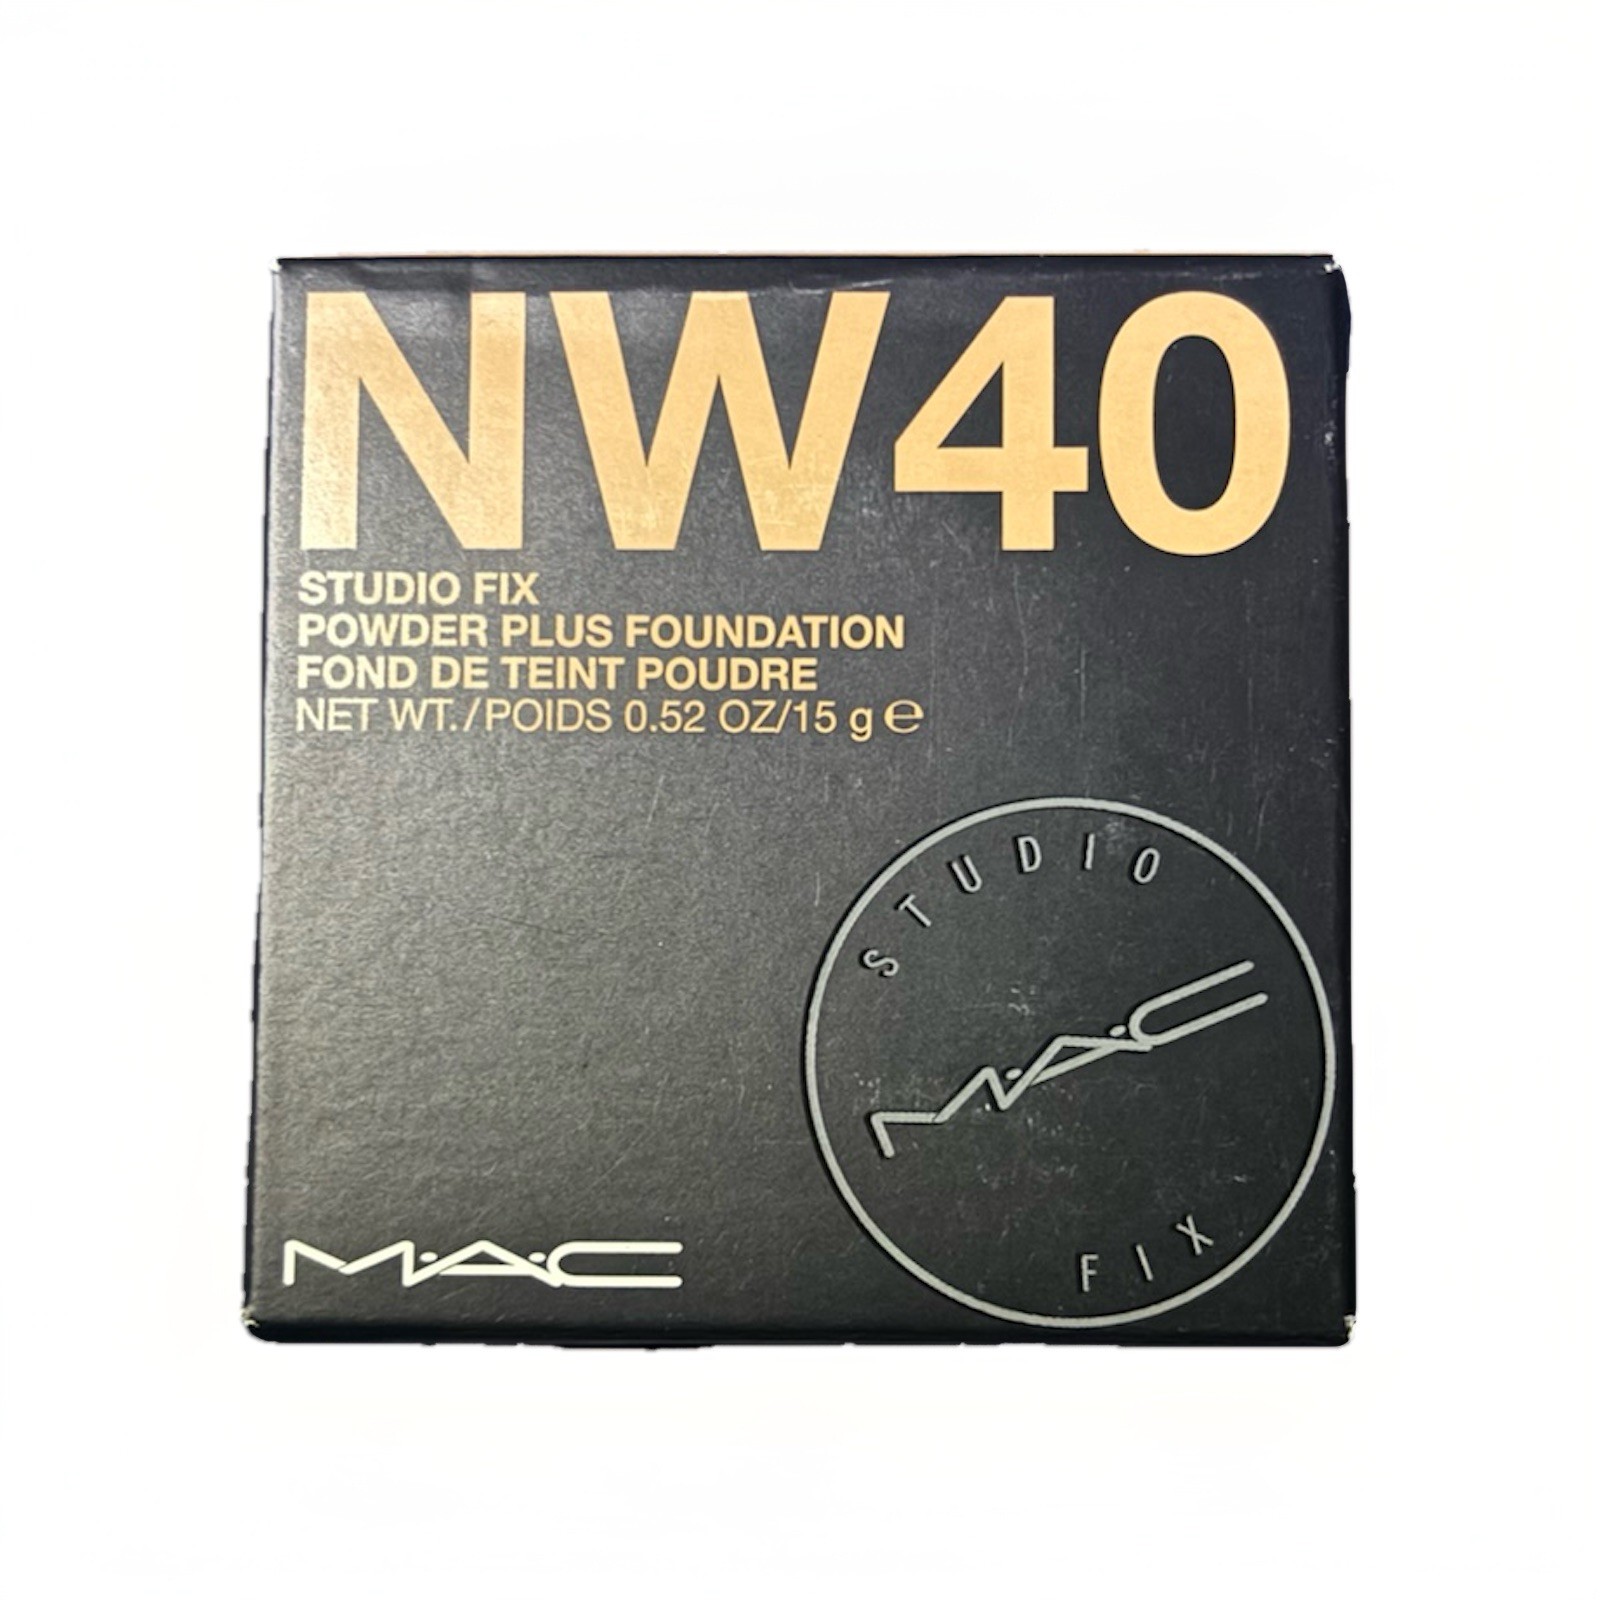 NW40
STUDIO FIX
POWDER PLUS FOUNDATION
FOND DE TEINT POUDRE
NET WT./POIDS 0.52 OZ/15 g ℮
STUDIO
M·A·C
FIX
M·A·C